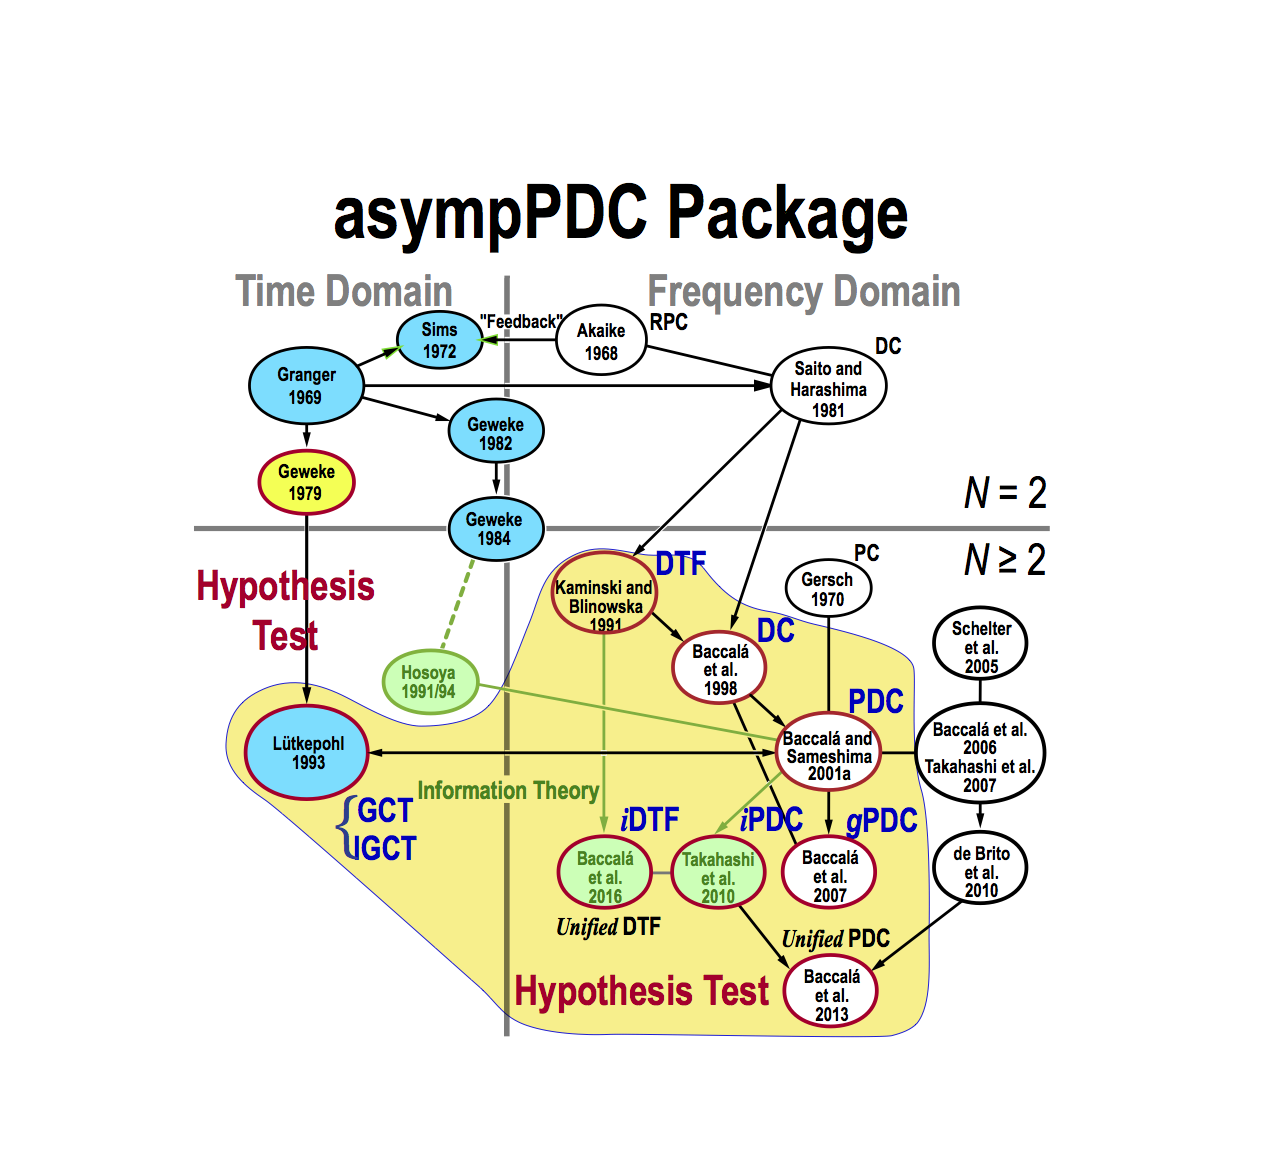 asympPDC Package
Time Domain
Frequency Domain
Sims
1972
"Feedback"
Akaike
1968
RPC
DC
Granger
1969
Saito and
Harashima
1981
Geweke
1982
Geweke
1979
N = 2
Geweke
1984
N ≥ 2
Hypothesis
Test
Kaminski and
Blinowska
1991
DTF
PC
Gersch
1970
DC
Schelter
et al.
2005
Baccalá
et al.
1998
Hosoya
1991/94
PDC
Lütkepohl
1993
Baccalá and
Sameshima
2001a
Baccalá et al.
2006
Takahashi et al.
2007
Information Theory
{GCT
IGCT
iDTF
iPDC
gPDC
Baccalá
et al.
2016
Takahashi
et al.
2010
Baccalá
et al.
2007
de Brito
et al.
2010
Unified DTF
Unified PDC
Hypothesis Test
Baccalá
et al.
2013